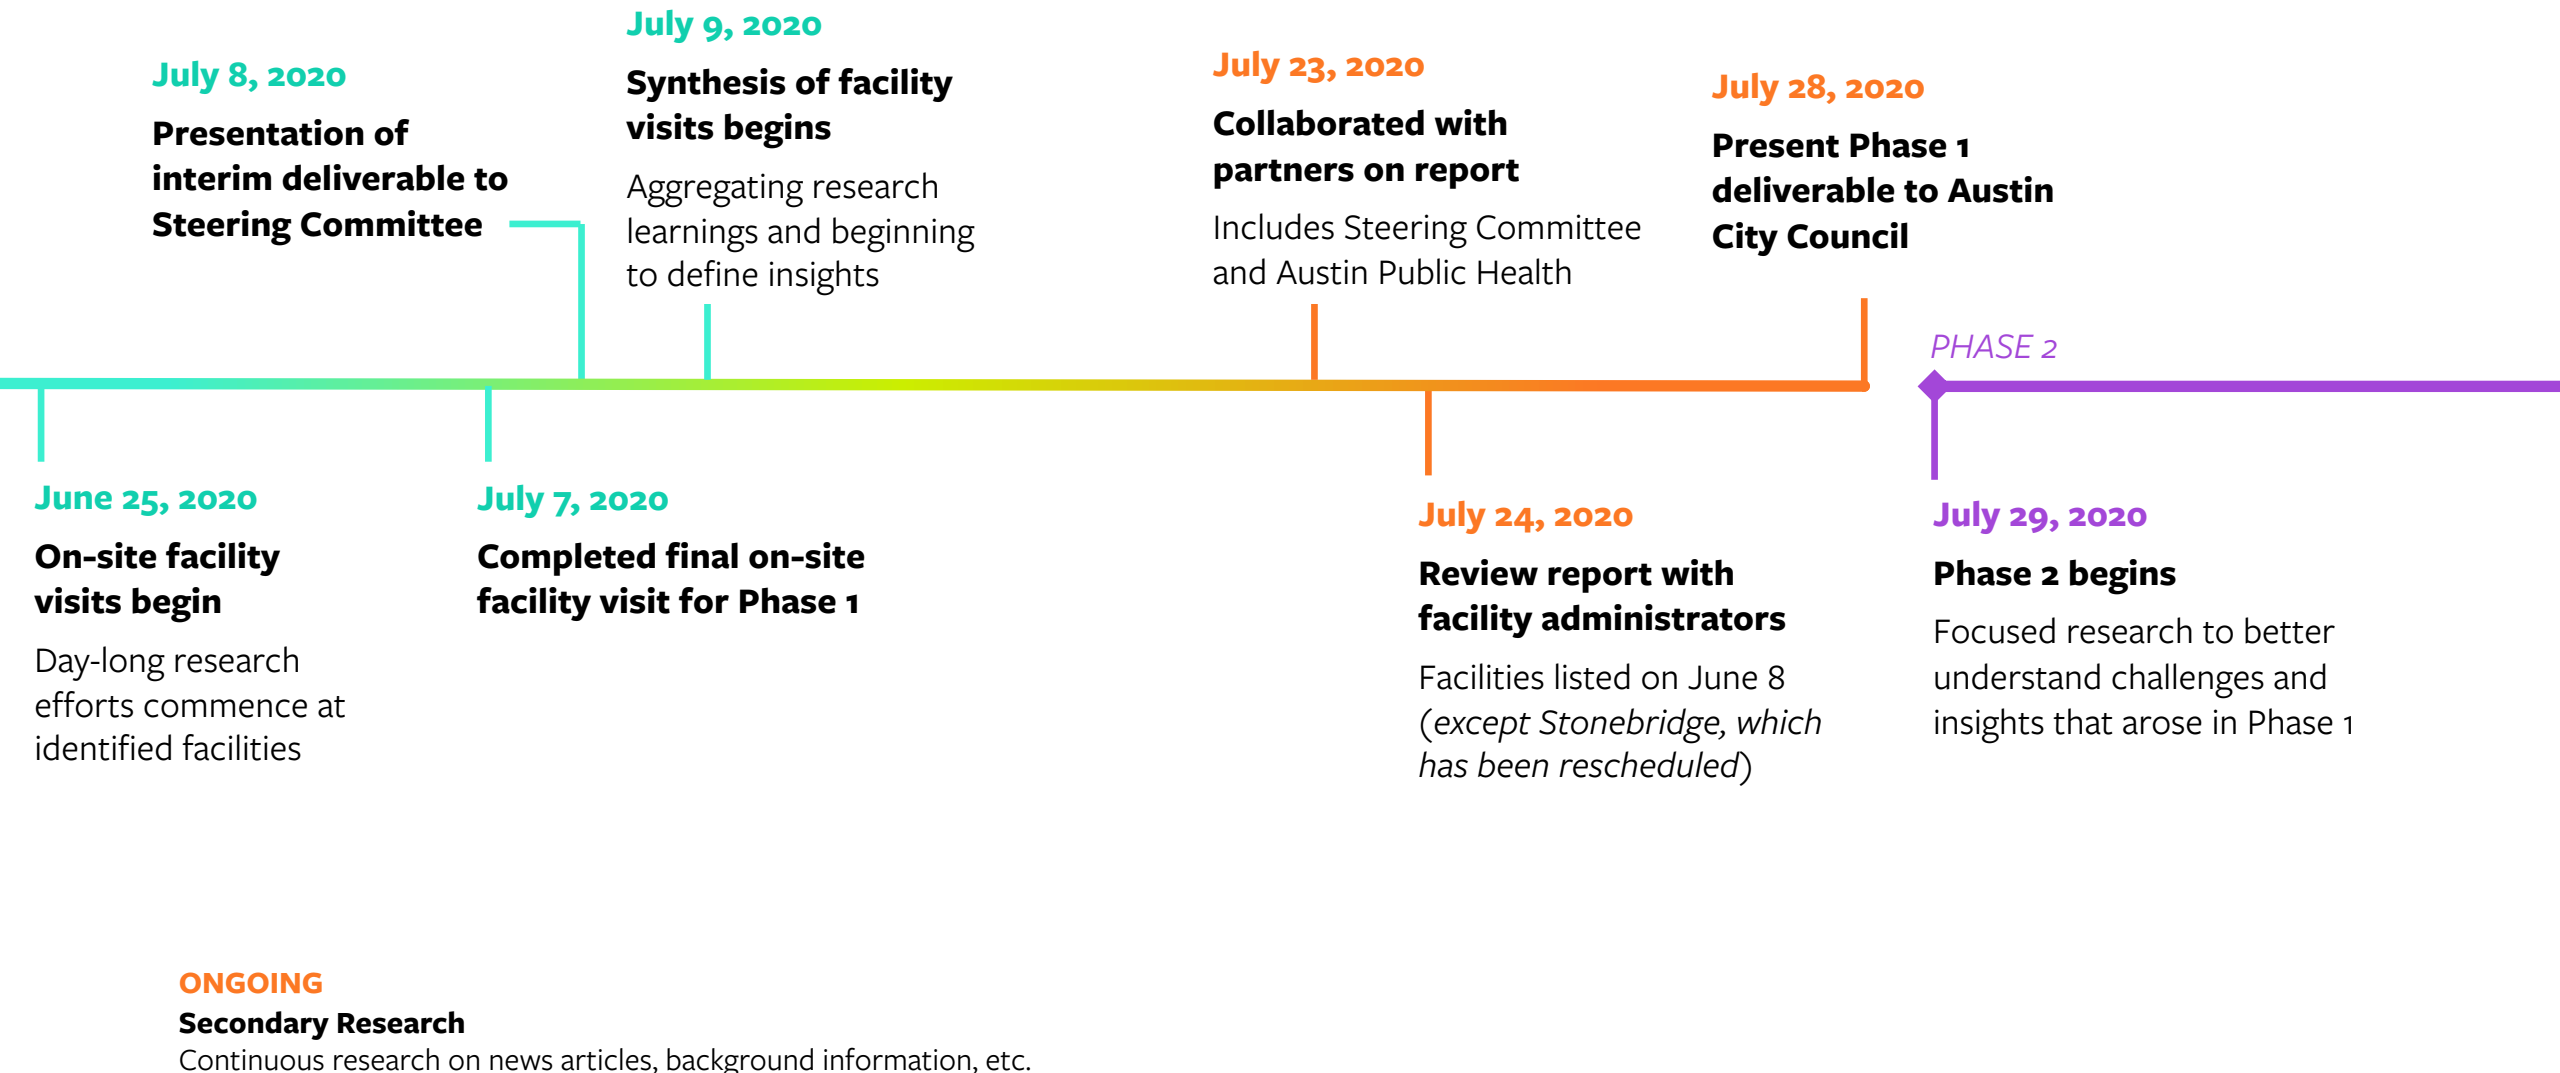 July 8, 2020
Presentation of
interim deliverable to
Steering Committee
July 9, 2020
Synthesis of facility
visits begins
Aggregating research
learnings and beginning
to define insights
July 23, 2020
Collaborated with
partners on report
Includes Steering Committee
and Austin Public Health
July 28, 2020
Present Phase 1
deliverable to Austin
City Council
PHASE 2
June 25, 2020
On-site facility
visits begin
Day-long research
efforts commence at
identified facilities
July 7, 2020
Completed final on-site
facility visit for Phase 1
July 24, 2020
Review report with
facility administrators
Facilities listed on June 8
(except Stonebridge, which
has been rescheduled)
July 29, 2020
Phase 2 begins
Focused research to better
understand challenges and
insights that arose in Phase 1
ONGOING
Secondary Research
Continuous research on news articles, background information, etc.